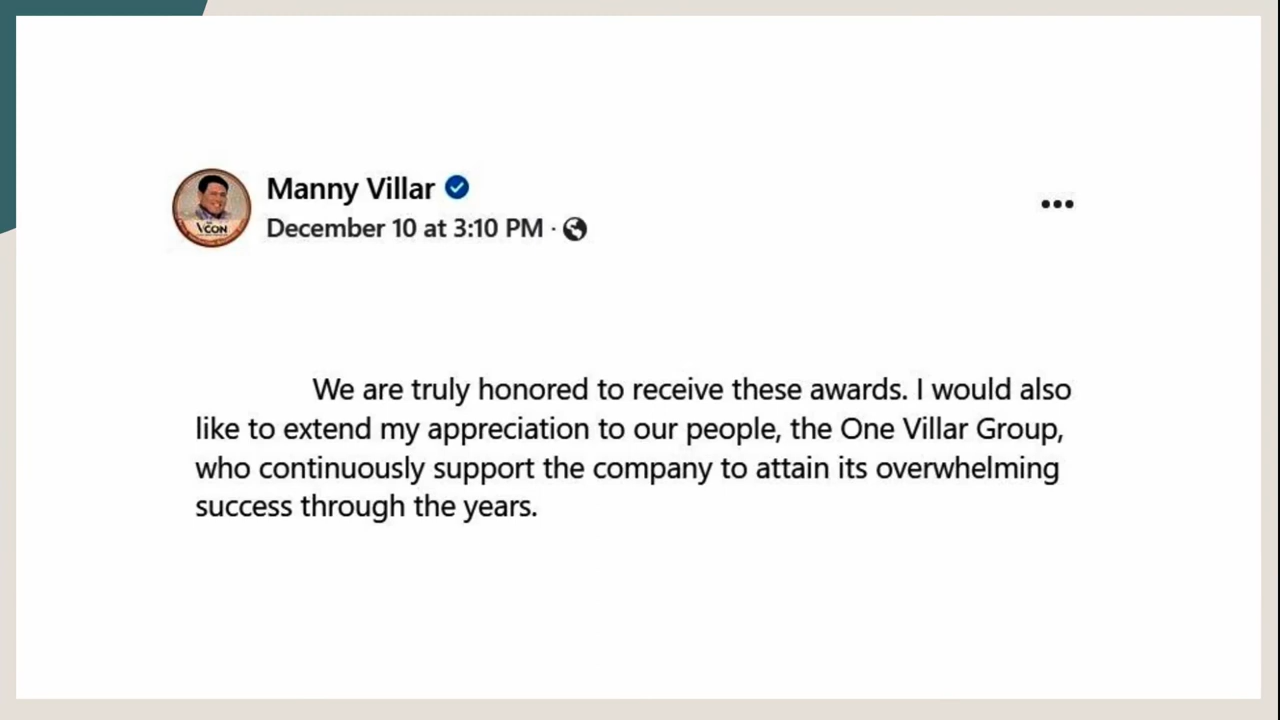 Manny Villar
December 10 at 3:10 PM ·
VCON
We are truly honored to receive these awards. I would also
like to extend my appreciation to our people, the One Villar Group,
who continuously support the company to attain its overwhelming
success through the years.